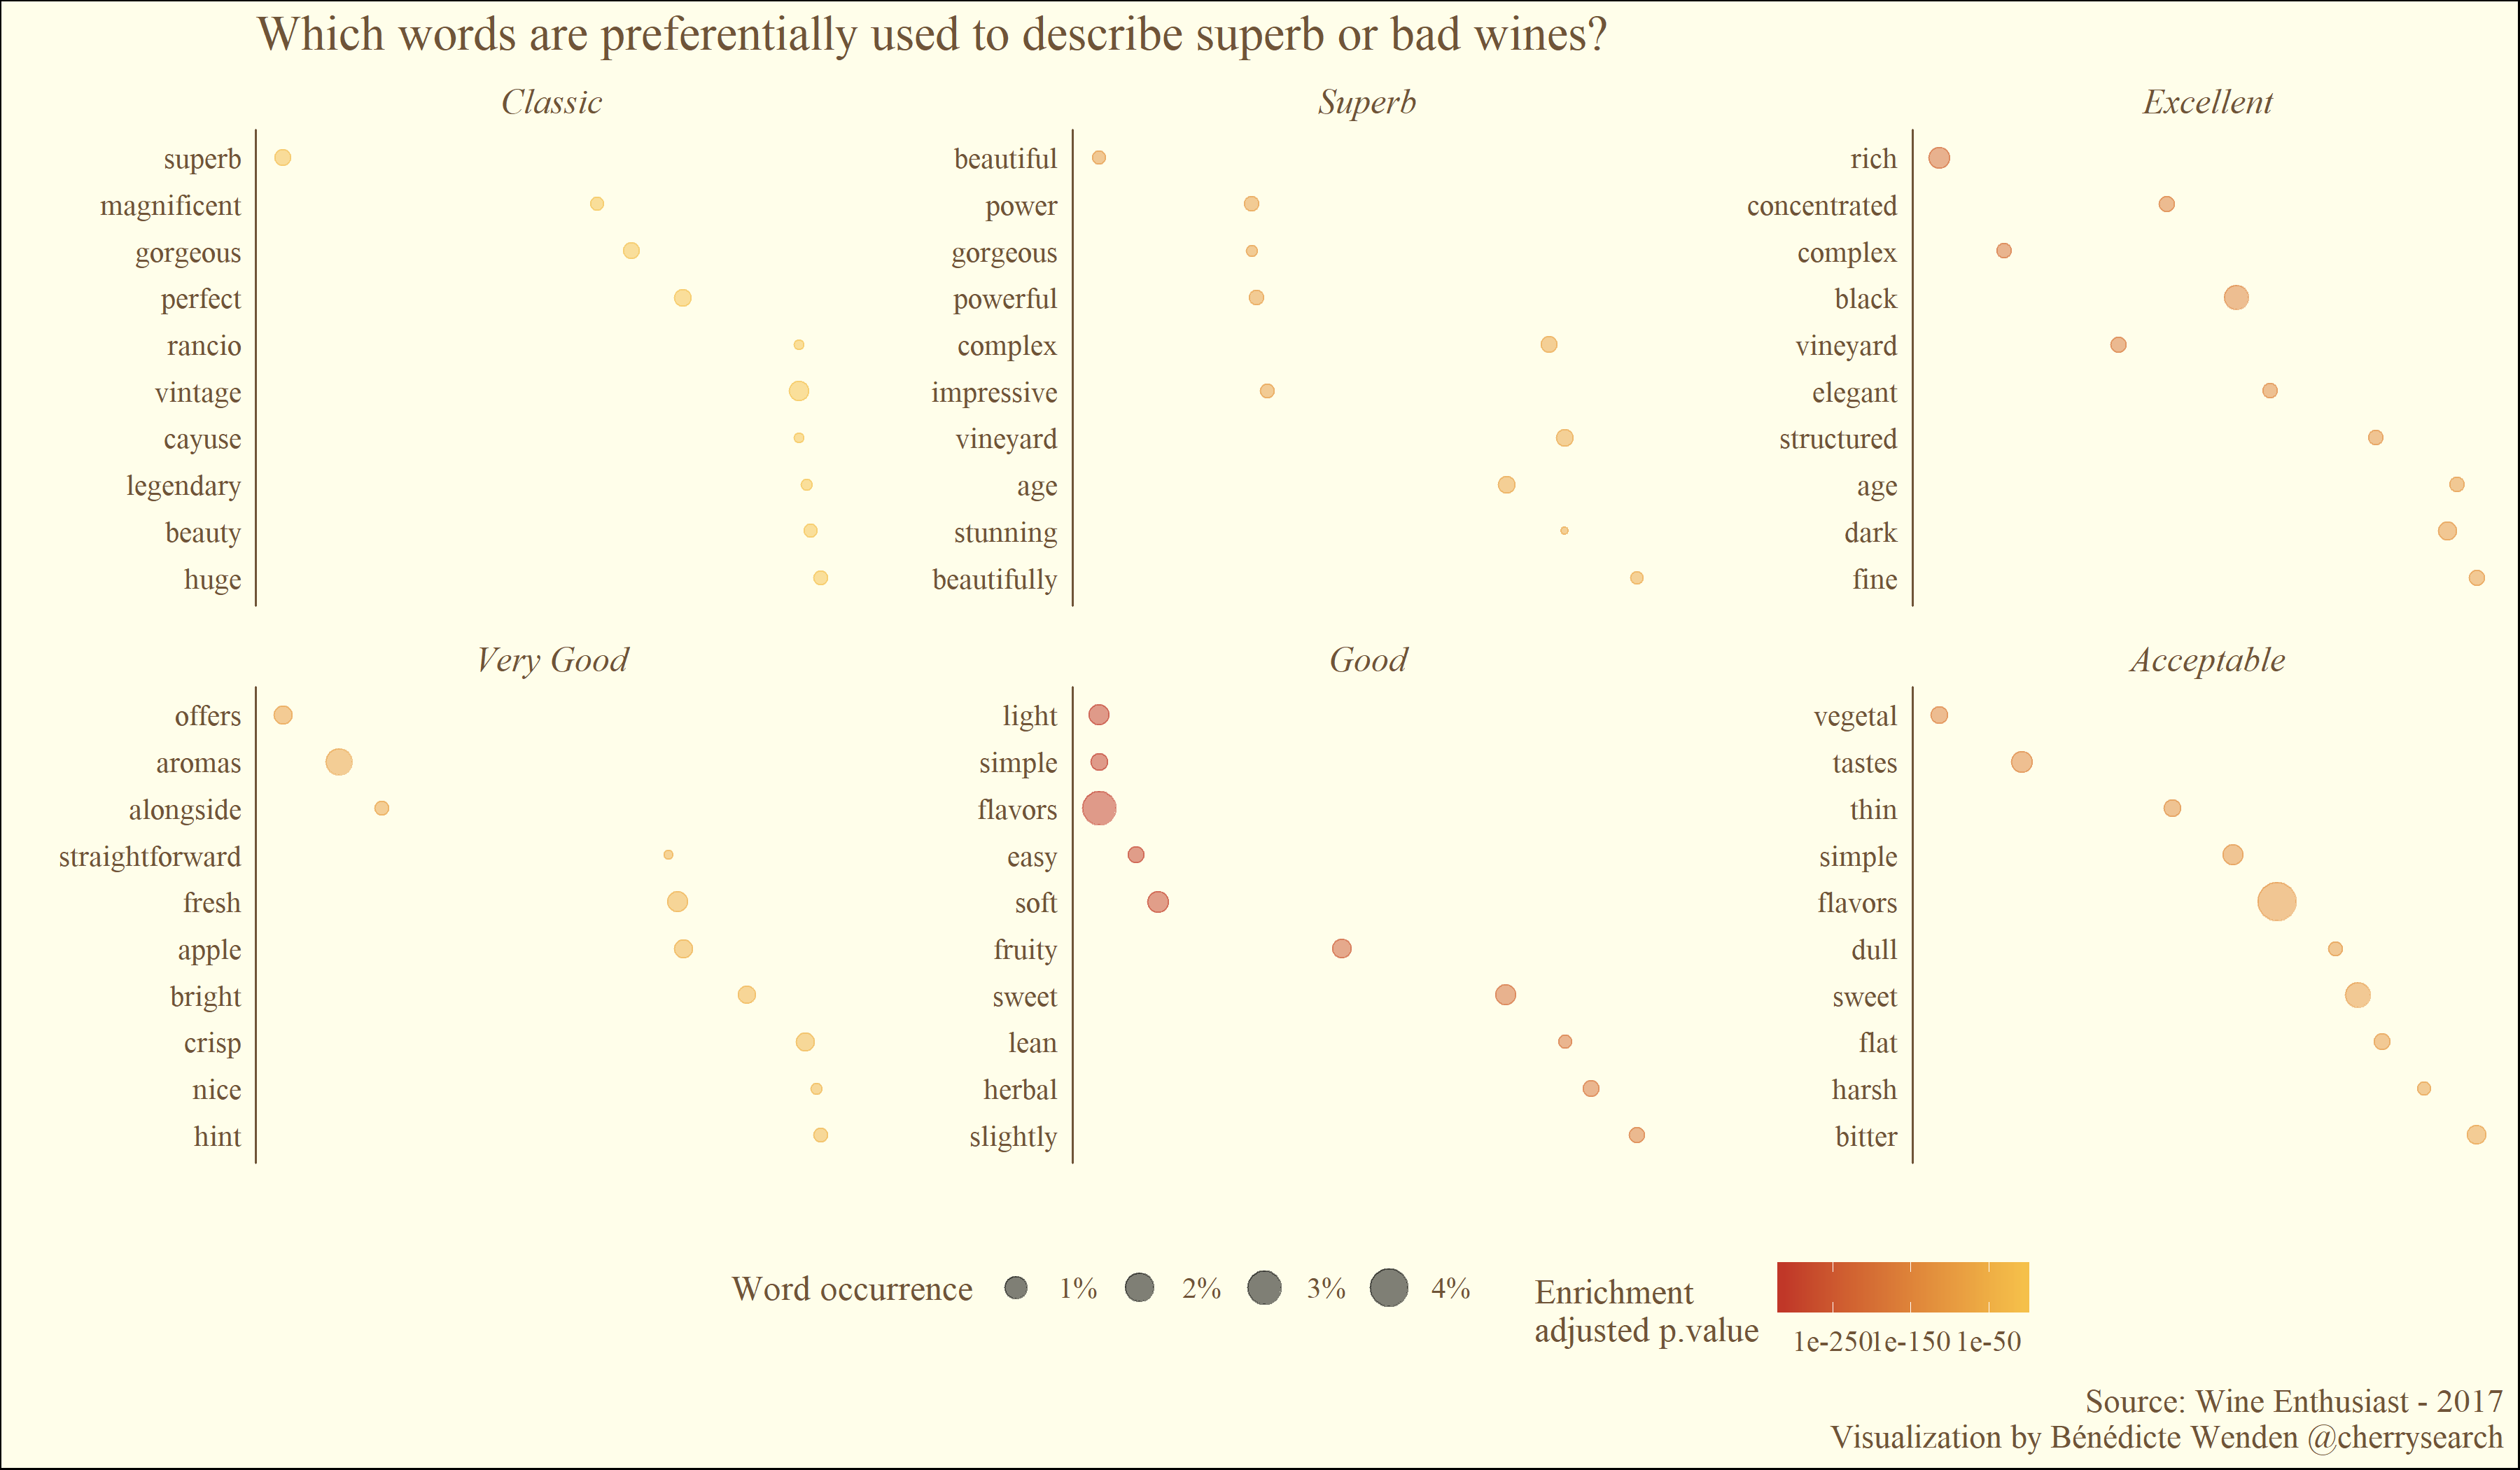 Which words are preferentially used to describe superb or bad wines?
Classic
superb
magnificent
gorgeous
perfect
rancio
vintage
cayuse
legendary
beauty
huge
Superb
beautiful
power
gorgeous
powerful
complex
impressive
vineyard
age
stunning
beautifully
Excellent
rich
concentrated
complex
black
vineyard
elegant
structured
age
dark
fine
Very Good
offers
aromas
alongside
straightforward
fresh
apple
bright
crisp
nice
hint
Good
light
simple
flavors
easy
soft
fruity
sweet
lean
herbal
slightly
Acceptable
vegetal
tastes
thin
simple
flavors
dull
sweet
flat
harsh
bitter
Word occurrence 1% 2% 3% 4%
Enrichment
adjusted p.value
1e-250 1e-150 1e-50
Source: Wine Enthusiast - 2017
Visualization by Bénédicte Wenden @cherrysearch